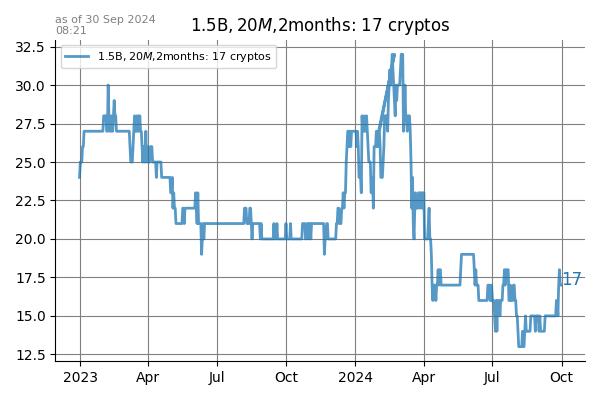 as of 30 Sep 2024
08:21
1.5B, 20M,2months: 17 cryptos
1.5B, 20M,2months: 17 cryptos
32.5
30.0
27.5
25.0
22.5
20.0
17.5
15.0
12.5
17
2023 Apr Jul Oct 2024 Apr Jul Oct